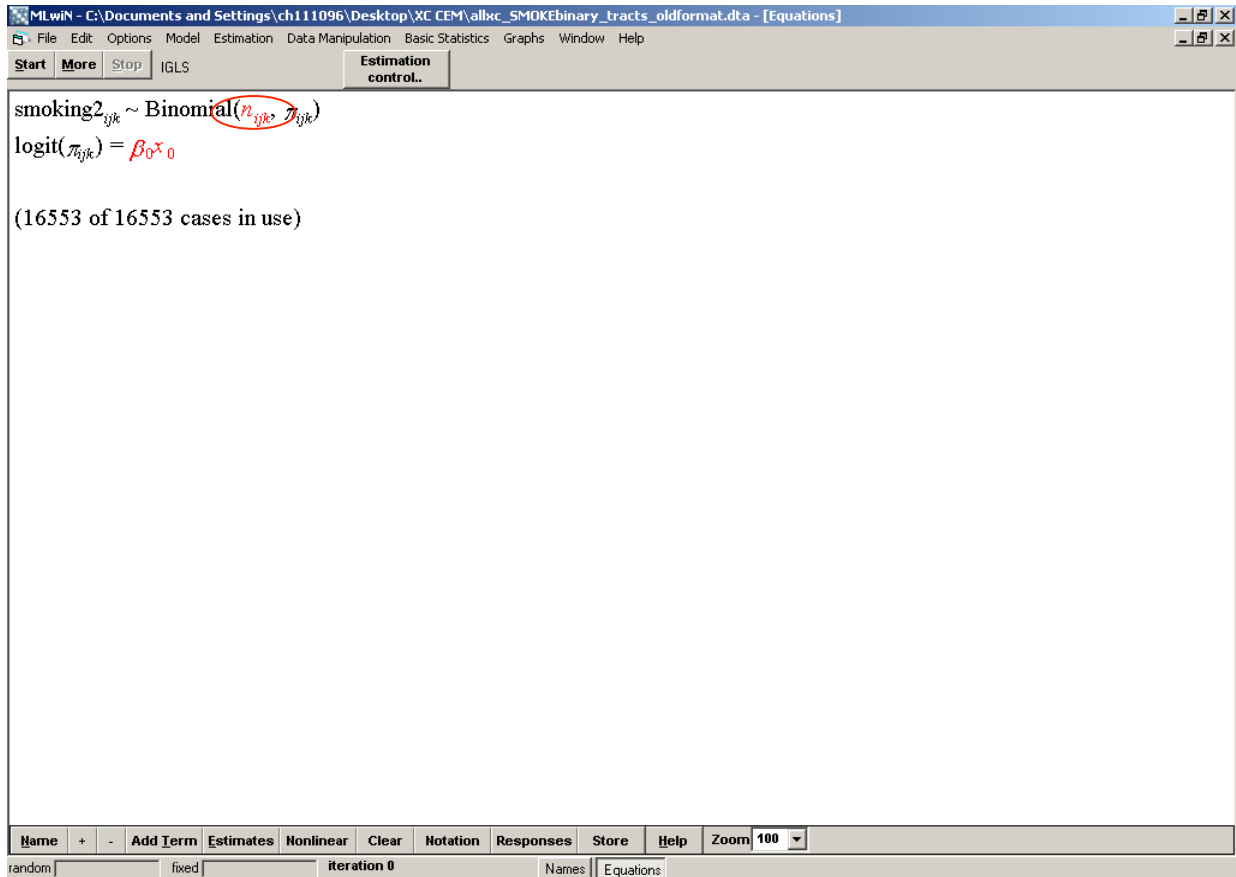 MLwiN - C:\Documents and Settings\ch111096\Desktop\XC CEM\allxc_SMOKEbinary_tracts_oldformat.dta - [Equations]
File Edit Options Model Estimation Data Manipulation Basic Statistics Graphs Window Help
Start More Stop IGLS Estimation control..
smoking2ijk ~ Binomial(nijk, πijk)
logit(πijk) = β0x0
(16553 of 16553 cases in use)
Name + - Add Term Estimates Nonlinear Clear Notation Responses Store Help Zoom 100
random fixed iteration 0 Names Equations